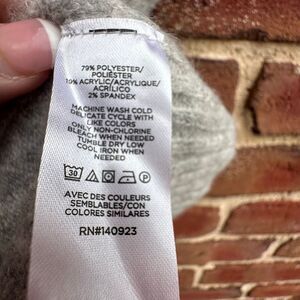 79% POLYESTER/
POLIÉSTER
19% ACRYLIC/ACRYLIQUE/
ACRÍLICO
2% SPANDEX
MACHINE WASH COLD
DELICATE CYCLE WITH
LIKE COLORS
ONLY NON-CHLORINE
BLEACH WHEN NEEDED
TUMBLE DRY LOW
COOL IRON WHEN
NEEDED
30
AVEC DES COULEURS
SEMBLABLES/CON
COLORES SIMILARES
RN#140923